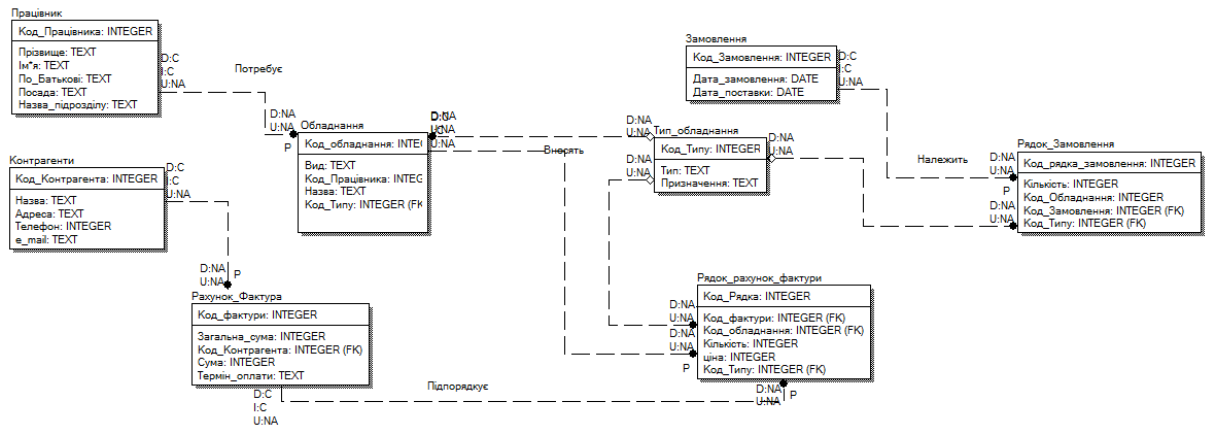 Працівник
Код_Працівника: INTEGER
Прізвище: TEXT
Ім"я: TEXT
По_Батькові: TEXT
Посада: TEXT
Назва_підрозділу: TEXT
D:C
I:C
U:NA
Потребує
D:NA
U:NA
P
Обладнання
Код_обладнання: INTEG
Вид: TEXT
Код_Працівника: INTEG
Назва: TEXT
Код_Типу: INTEGER (FK
D:NA
U:NA
U:NA
Вносять
D:NA
U:NA
Тип_обладнання
Код_Типу: INTEGER
Тип: TEXT
Призначення: TEXT
D:NA
U:NA
D:NA
U:NA
Замовлення
Код_Замовлення: INTEGER
Дата_замовлення: DATE
Дата_поставки: DATE
D:C
I:C
U:NA
Належить
Рядок_Замовлення
Код_рядка_замовлення: INTEGER
Кількість: INTEGER
Код_Обладнання: INTEGER
Код_Замовлення: INTEGER (FK)
Код_Типу: INTEGER (FK)
D:NA
U:NA
P
D:NA
U:NA
Контрагенти
Код_Контрагента: INTEGER
Назва: TEXT
Адреса: TEXT
Телефон: INTEGER
e_mail: TEXT
D:C
I:C
U:NA
D:NA
U:NA
P
Рахунок_Фактура
Код_фактури: INTEGER
Загальна_сума: INTEGER
Код_Контрагента: INTEGER (FK)
Сума: INTEGER
Термін_оплати: TEXT
D:C
I:C
U:NA
Підпорядкує
Рядок_рахунок_фактури
Код_Рядка: INTEGER
Код_фактури: INTEGER (FK)
Код_обладнання: INTEGER (FK)
Кількість: INTEGER
ціна: INTEGER
Код_Типу: INTEGER (FK)
D:NA
U:NA
D:NA
U:NA
P
D:NA
U:NA
P